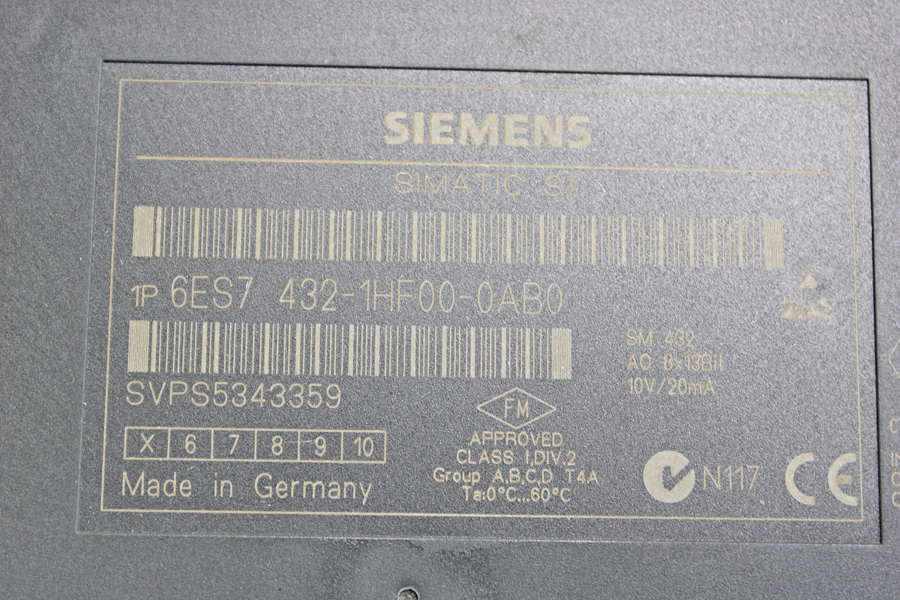 SIEMENS
SIMATIC S7
1P 6ES7 432-1HF00-0AB0
SM 432
AO 8x13Bit
10V/20mA
SVPS5343359
X 6 7 8 9 10
Made in Germany
FM
APPROVED
CLASS I,DIV.2
Group A,B,C,D T4A
Ta:0°C...60°C
N117
CE